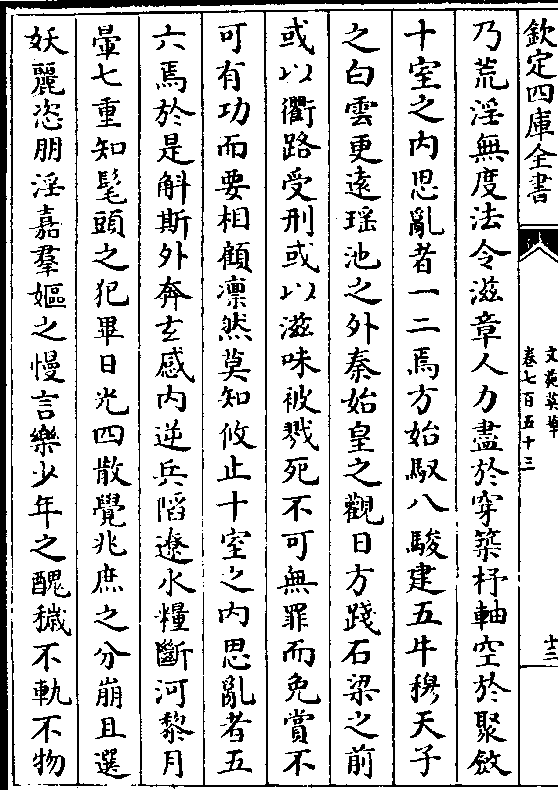 欽定四庫全書
文苑英華
卷七百五十三
十三
乃荒淫無度法令滋章人力盡於穿築杼軸空於聚斂
十室之内思亂者一二焉方始馭八駿建五牛穆天子
之白雲更遠瑶池之外秦始皇之觀日方踐石梁之前
或以衢路受刑或以滋味被戮死不可無罪而免賞不
可有功而要相顧凛然莫知攸止十室之内思亂者五
六焉於是斛斯外奔玄感内逆兵㴞遼水糧斷河黎月
暈七重知髦頭之犯畢日光四散覺兆庶之分崩且選
妖麗恣朋淫嘉羣嫗之慢言樂少年之醜穢不軌不物